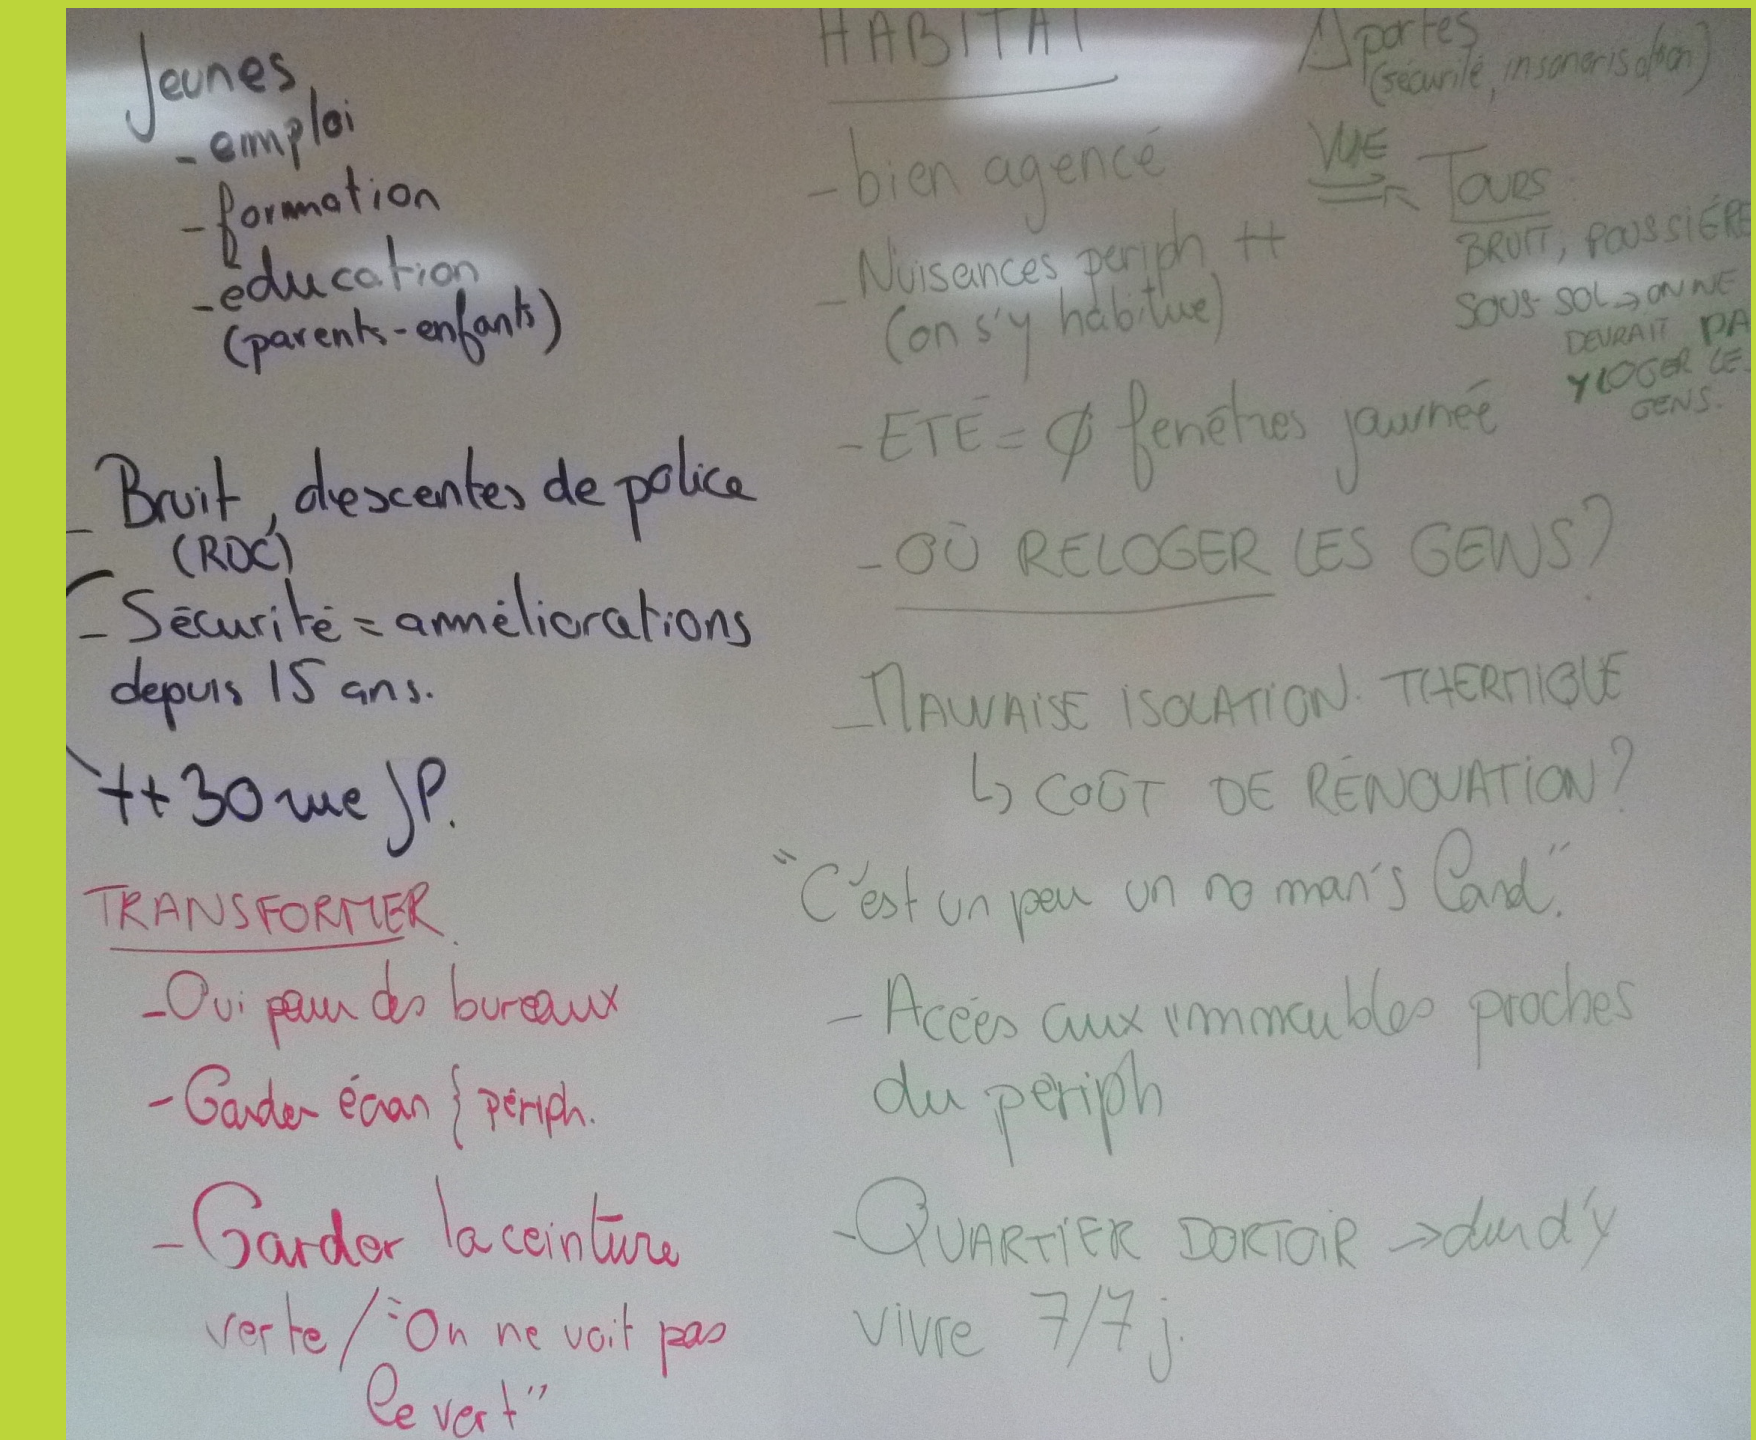 Jeunes
- emploi
- formation
- éducation
(parents-enfants)
- Bruit, descentes de police
(RDC)
- Sécurité = amméliorations
depuis 15 ans.
++ 30 rue JP.
TRANSFORMER
- Oui pour des bureaux
- Garder écran { périph.
- Garder la ceinture
verte / "On ne voit pas
le vert"
HABITAT
- bien agencé
- Nuisances periph ++
(on s'y habitue)
- ÉTÉ = Ø fenêtres journée
- OÙ RELOGER LES GENS?
- MAUVAISE ISOLATION THERMIQUE
↳ COÛT DE RÉNOVATION?
"C'est un peu un no man's land."
- Accès aux immeubles proches
du périph
- QUARTIER DORTOIR → dur d'y
vivre 7/7 j.
⚠ portes
(sécurité, insonorisation)
VUE
Tours
BRUIT, POUSSIÈRE
SOUS-SOL → ON NE
DEVRAIT PA
Y LOGER LE
GENS.